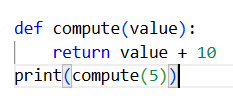 def compute(value):
    return value + 10
print(compute(5))